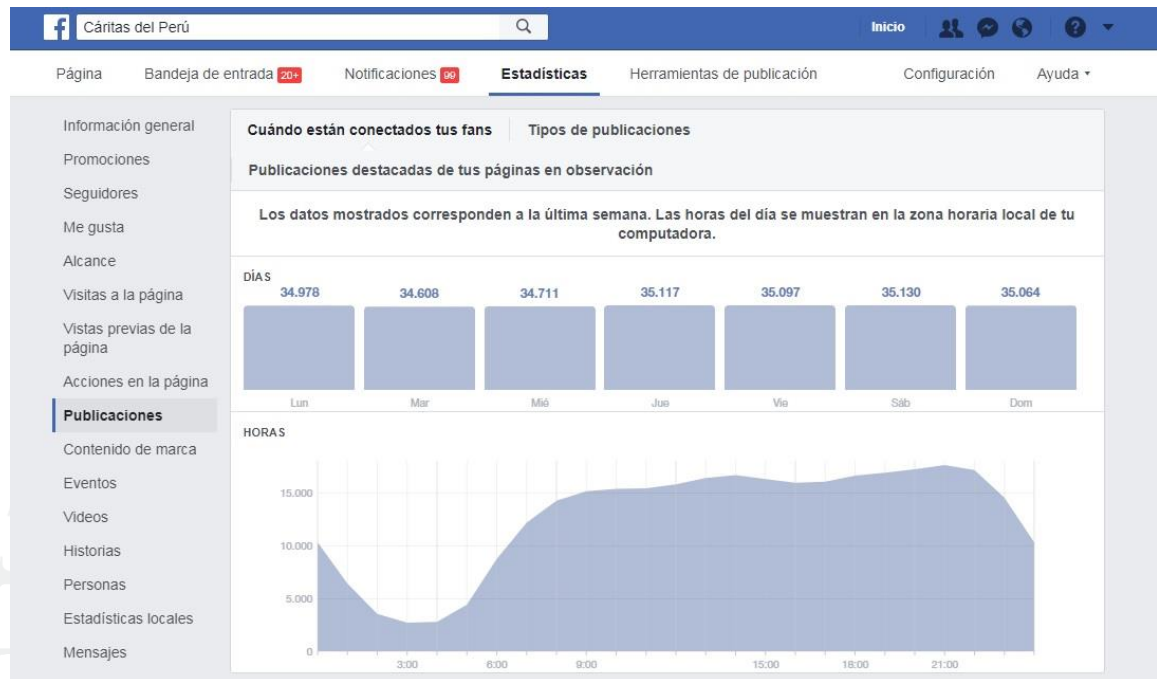 f Cáritas del Perú Inicio
Página Bandeja de entrada 20+ Notificaciones 99 Estadísticas Herramientas de publicación Configuración Ayuda
Información general
Promociones
Seguidores
Me gusta
Alcance
Visitas a la página
Vistas previas de la
página
Acciones en la página
Publicaciones
Contenido de marca
Eventos
Videos
Historias
Personas
Estadísticas locales
Mensajes
Cuándo están conectados tus fans Tipos de publicaciones
Publicaciones destacadas de tus páginas en observación
Los datos mostrados corresponden a la última semana. Las horas del día se muestran en la zona horaria local de tu
computadora.
DÍAS
34.978 34.608 34.711 35.117 35.097 35.130 35.064
Lun Mar Mié Jue Vie Sáb Dom
HORAS
15.000
10.000
5.000
0
3:00 6:00 9:00 15:00 18:00 21:00